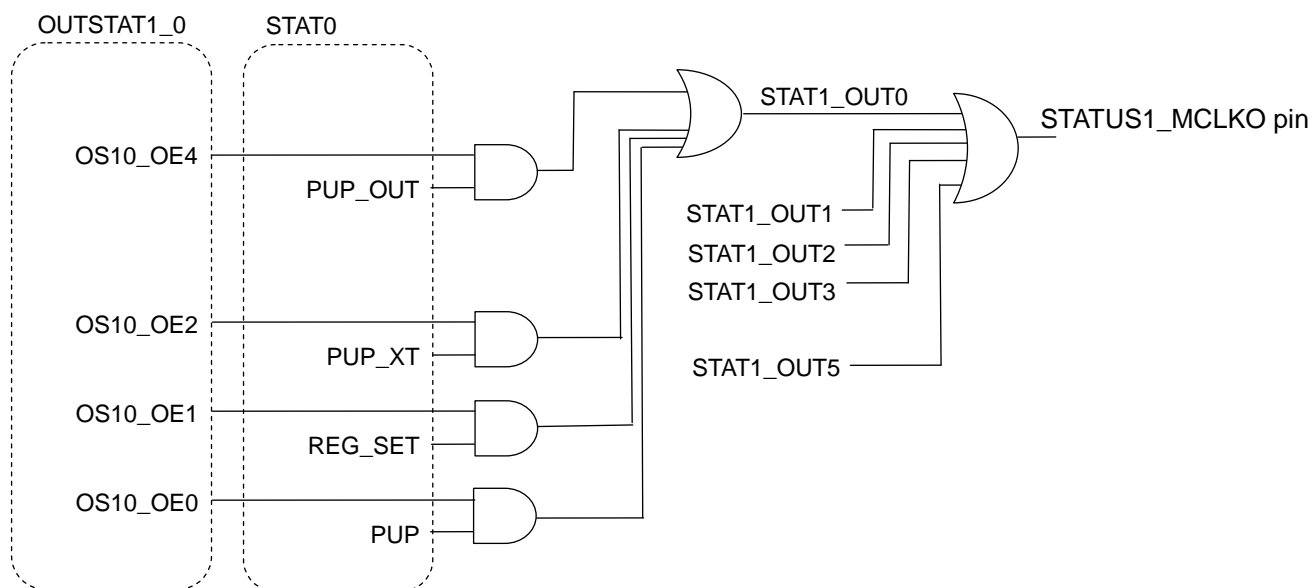 OUTSTAT1_0
STAT0
STAT1_OUT0
STATUS1_MCLKO pin
OS10_OE4
PUP_OUT
STAT1_OUT1
STAT1_OUT2
STAT1_OUT3
OS10_OE2
PUP_XT
STAT1_OUT5
OS10_OE1
REG_SET
OS10_OE0
PUP